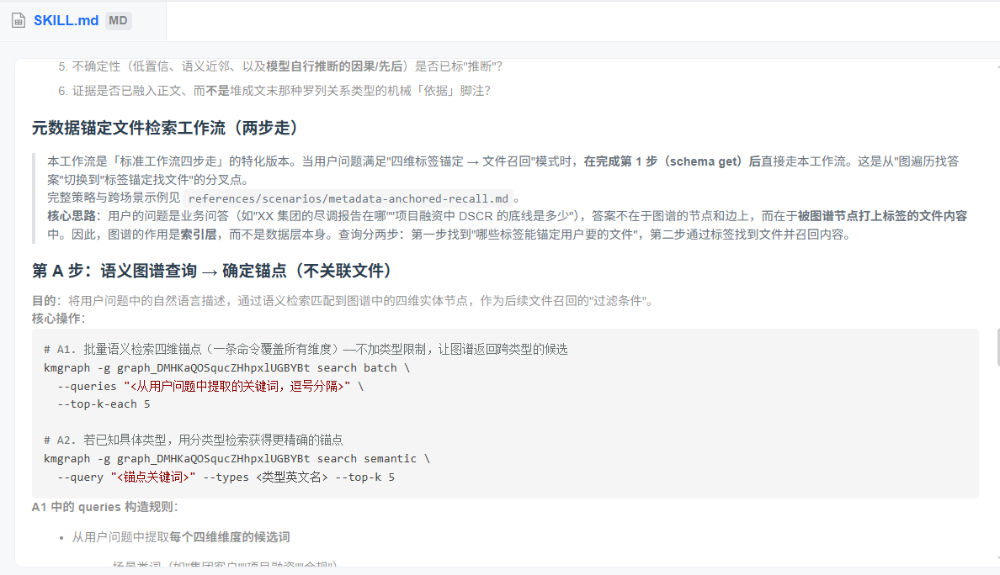 SKILL.md MD
5. 不确定性（低置信、语义近邻、以及模型自行推断的因果/先后）是否已标"推断"？
6. 证据是否已融入正文、而不是堆成文末那种罗列关系类型的机械「依据」脚注？
元数据锚定文件检索工作流（两步走）
本工作流是「标准工作流四步走」的特化版本。当用户问题满足"四维标签锚定 → 文件召回"模式时，在完成第 1 步（schema get）后直接走本工作流。这是从"图遍历找答
案"切换到"标签锚定找文件"的分叉点。
完整策略与跨场景示例见 references/scenarios/metadata-anchored-recall.md 。
核心思路：用户的问题是业务问答（如"XX 集团的尽调报告在哪""项目融资中 DSCR 的底线是多少"），答案不在于图谱的节点和边上，而在于被图谱节点打上标签的文件内容
中。因此，图谱的作用是索引层，而不是数据层本身。查询分两步：第一步找到"哪些标签能锚定用户要的文件"，第二步通过标签找到文件并召回内容。
第 A 步：语义图谱查询 → 确定锚点（不关联文件）
目的：将用户问题中的自然语言描述，通过语义检索匹配到图谱中的四维实体节点，作为后续文件召回的"过滤条件"。
核心操作：
# A1. 批量语义检索四维锚点（一条命令覆盖所有维度）——不加类型限制，让图谱返回跨类型的候选
kmgraph -g graph_DMHKaQOSqucZHhpxlUGBYBt search batch \
--queries "<从用户问题中提取的关键词，逗号分隔>" \
--top-k-each 5
# A2. 若已知具体类型，用分类型检索获得更精确的锚点
kmgraph -g graph_DMHKaQOSqucZHhpxlUGBYBt search semantic \
--query "<锚点关键词>" --types <类型英文名> --top-k 5
A1 中的 queries 构造规则：
• 从用户问题中提取每个四维维度的候选词
场景类词（如"集团客户""项目融资""合规"）